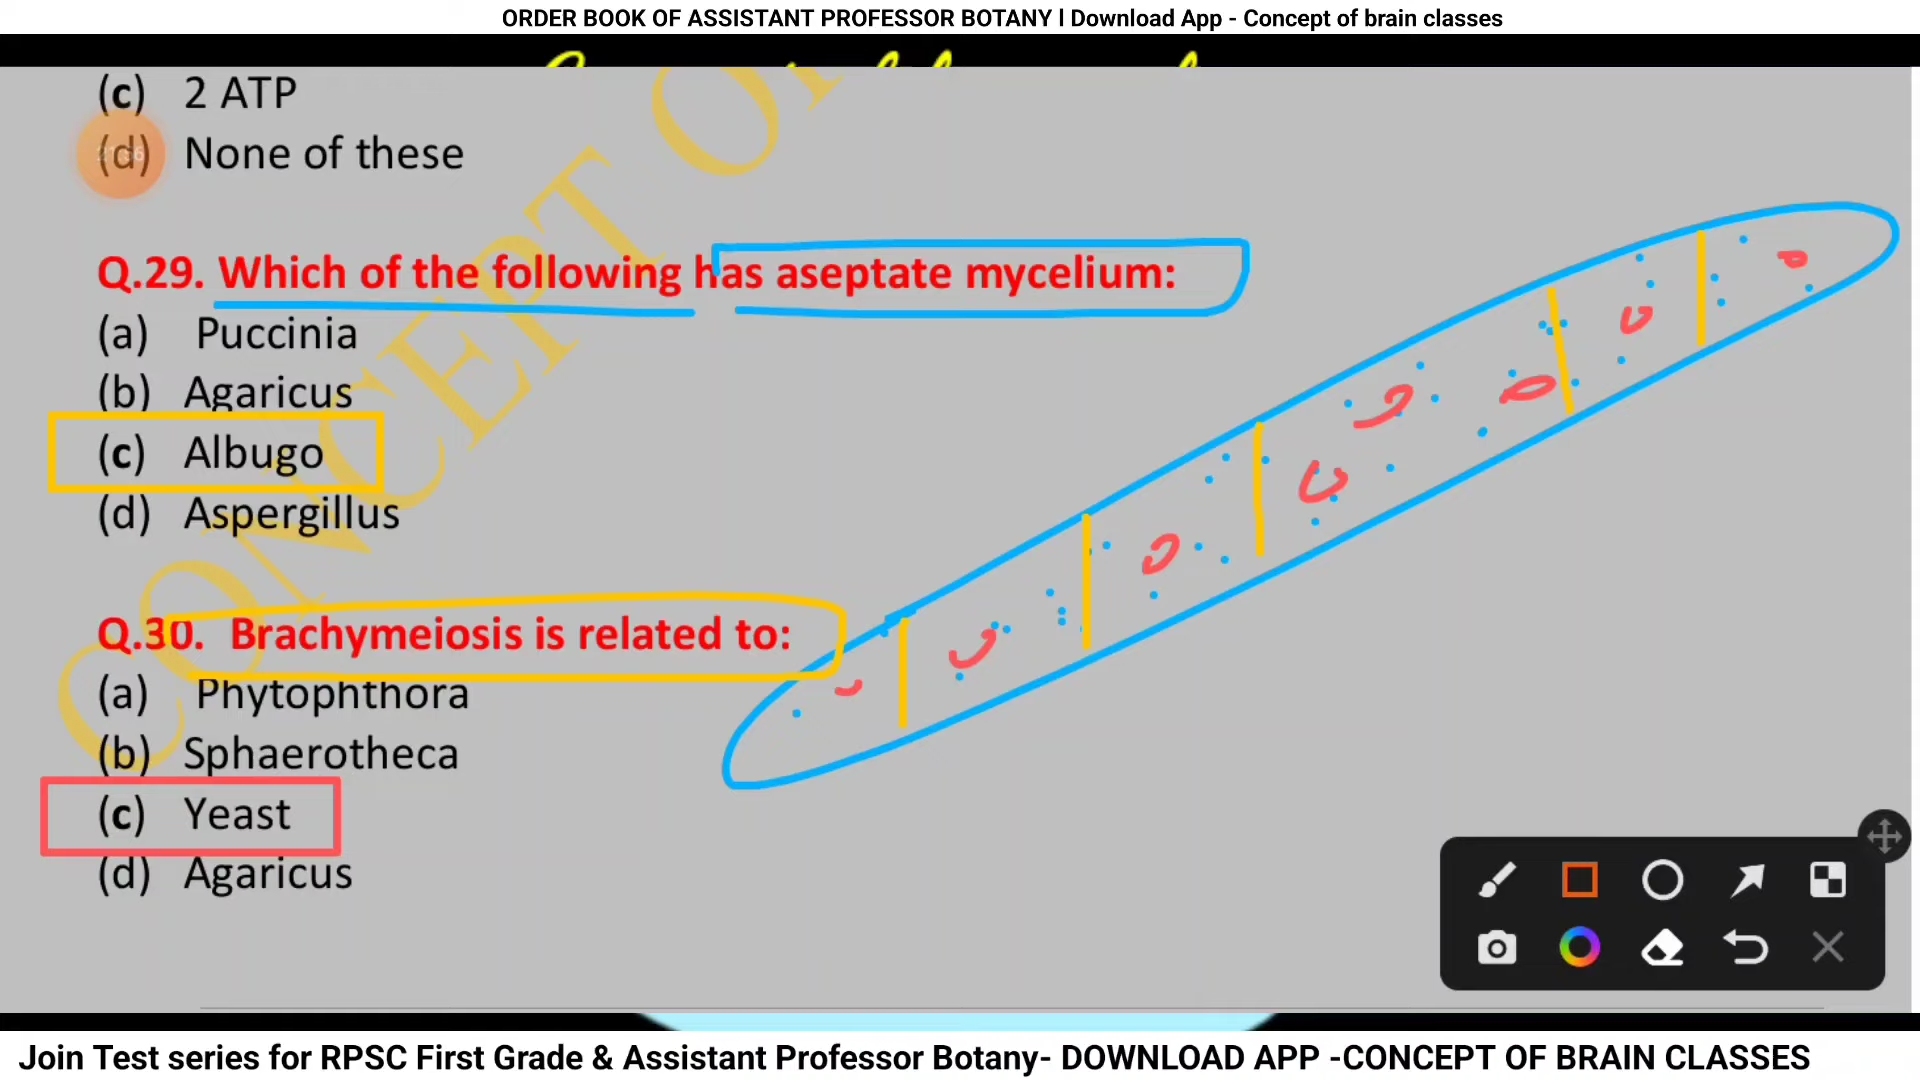 ORDER BOOK OF ASSISTANT PROFESSOR BOTANY l Download App - Concept of brain classes
(c) 2 ATP
(d) None of these
Q.29. Which of the following has aseptate mycelium:
(a) Puccinia
(b) Agaricus
(c) Albugo
(d) Aspergillus
Q.30. Brachymeiosis is related to:
(a) Phytophthora
(b) Sphaerotheca
(c) Yeast
(d) Agaricus
CONCEPT OF
Join Test series for RPSC First Grade & Assistant Professor Botany- DOWNLOAD APP -CONCEPT OF BRAIN CLASSES